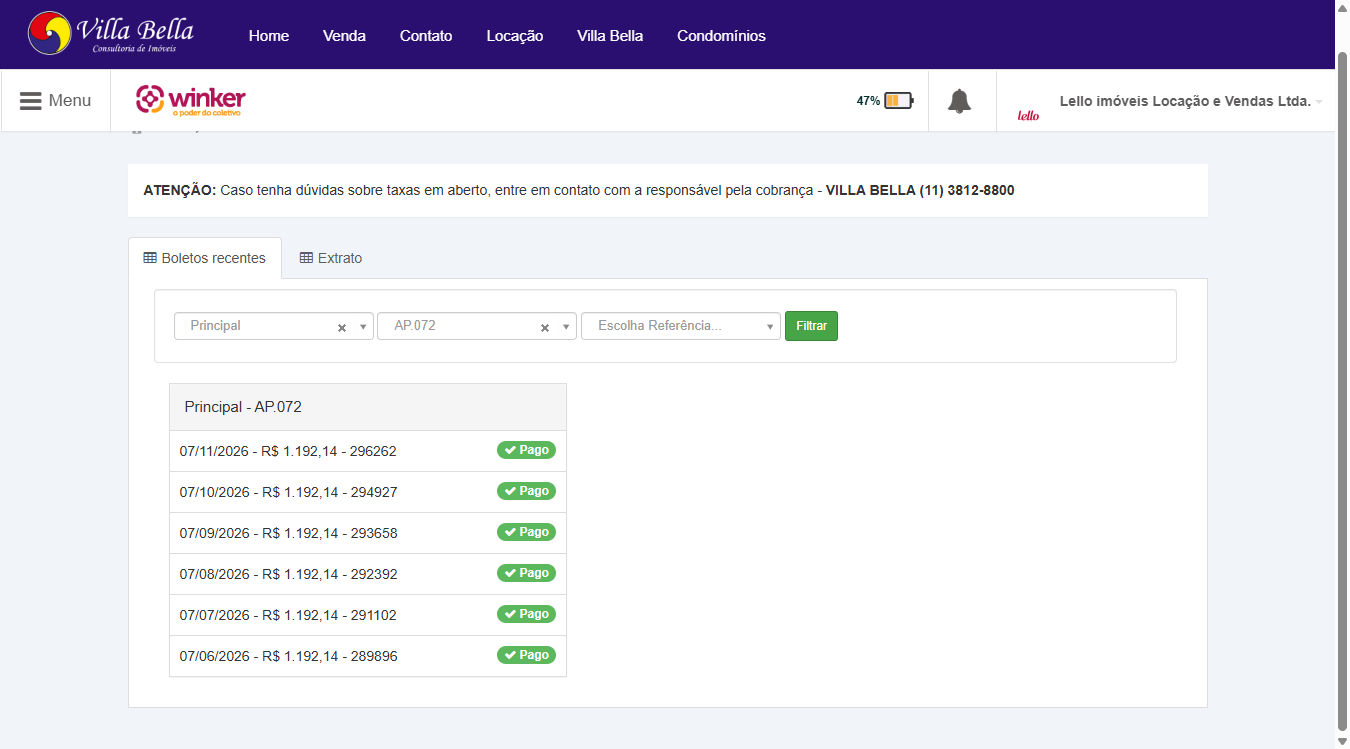 Villa Bella
Consultoria de Imóveis
Home Venda Contato Locação Villa Bella Condomínios
Menu
winker
o poder do coletivo
47%
lello
Lello imóveis Locação e Vendas Ltda.
ATENÇÃO: Caso tenha dúvidas sobre taxas em aberto, entre em contato com a responsável pela cobrança - VILLA BELLA (11) 3812-8800
Boletos recentes Extrato
Principal × AP.072 × Escolha Referência... Filtrar
Principal - AP.072
07/11/2026 - R$ 1.192,14 - 296262 Pago
07/10/2026 - R$ 1.192,14 - 294927 Pago
07/09/2026 - R$ 1.192,14 - 293658 Pago
07/08/2026 - R$ 1.192,14 - 292392 Pago
07/07/2026 - R$ 1.192,14 - 291102 Pago
07/06/2026 - R$ 1.192,14 - 289896 Pago